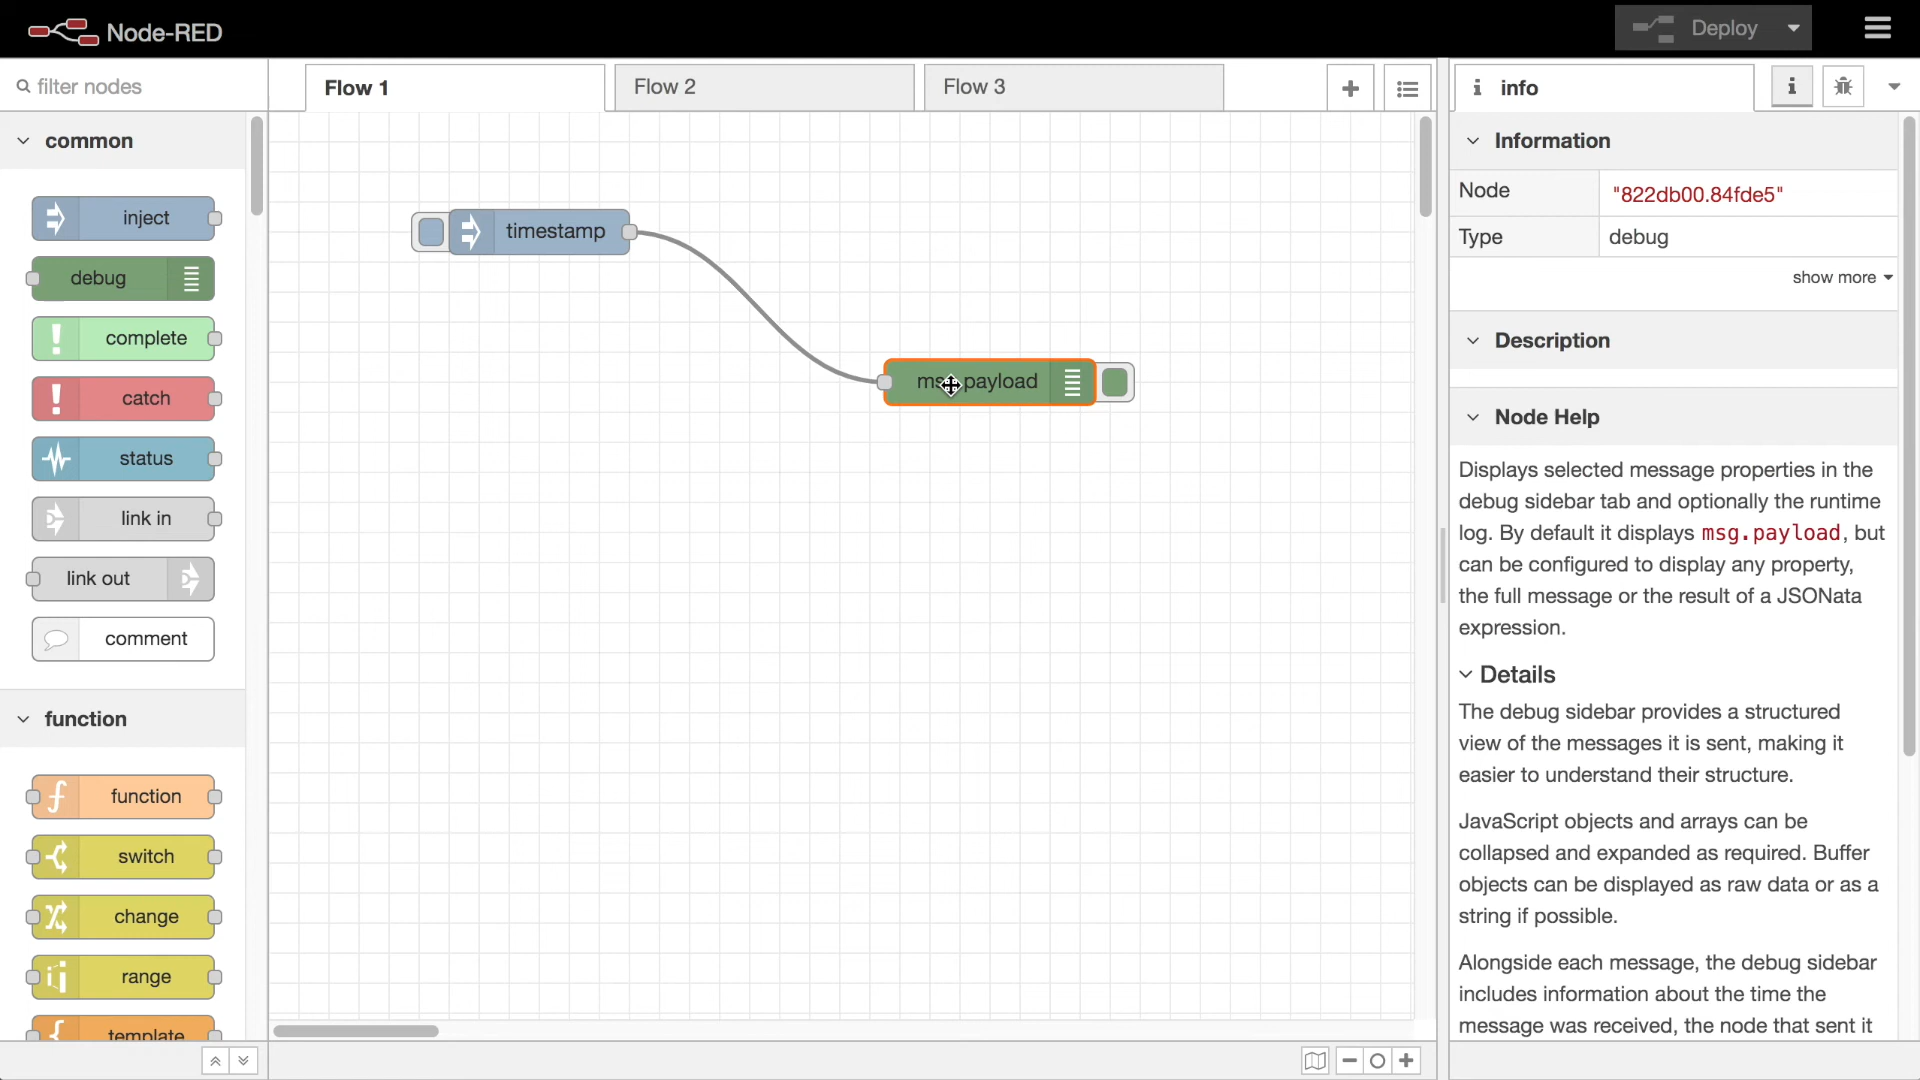 Node-RED
Deploy
filter nodes
Flow 1
Flow 2
Flow 3
info
common
inject
debug
complete
catch
status
link in
link out
comment
function
function
switch
change
range
template
timestamp
msg.payload
Information
Node
"822db00.84fde5"
Type
debug
show more
Description
Node Help
Displays selected message properties in the
debug sidebar tab and optionally the runtime
log. By default it displays msg.payload, but
can be configured to display any property,
the full message or the result of a JSONata
expression.
Details
The debug sidebar provides a structured
view of the messages it is sent, making it
easier to understand their structure.
JavaScript objects and arrays can be
collapsed and expanded as required. Buffer
objects can be displayed as raw data or as a
string if possible.
Alongside each message, the debug sidebar
includes information about the time the
message was received, the node that sent it